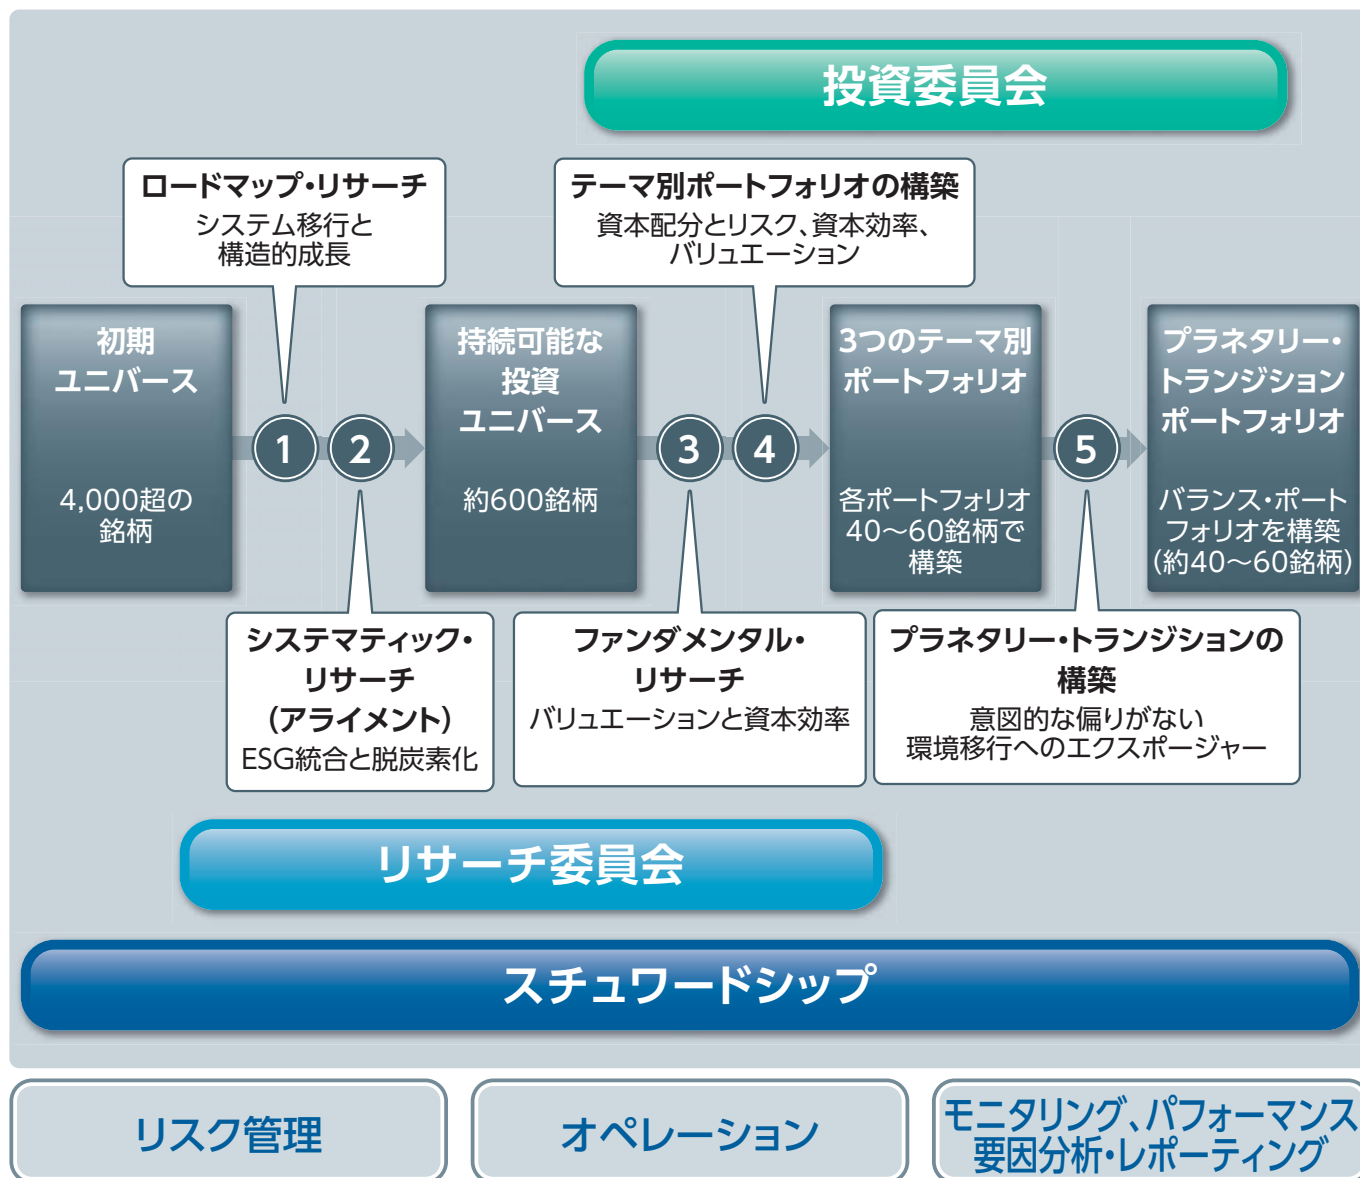 投資委員会
ロードマップ・リサーチ
システム移行と
構造的成長
テーマ別ポートフォリオの構築
資本配分とリスク、資本効率、
バリュエーション
初期
ユニバース
4,000超の
銘柄
1
2
持続可能な
投資
ユニバース
約600銘柄
3
4
3つのテーマ別
ポートフォリオ
各ポートフォリオ
40～60銘柄で
構築
5
プラネタリー・
トランジション
ポートフォリオ
バランス・ポート
フォリオを構築
(約40～60銘柄)
システマティック・
リサーチ
(アライメント)
ESG統合と脱炭素化
ファンダメンタル・
リサーチ
バリュエーションと資本効率
プラネタリー・トランジションの
構築
意図的な偏りがない
環境移行へのエクスポージャー
リサーチ委員会
スチュワードシップ
リスク管理
オペレーション
モニタリング、パフォーマンス
要因分析・レポーティング